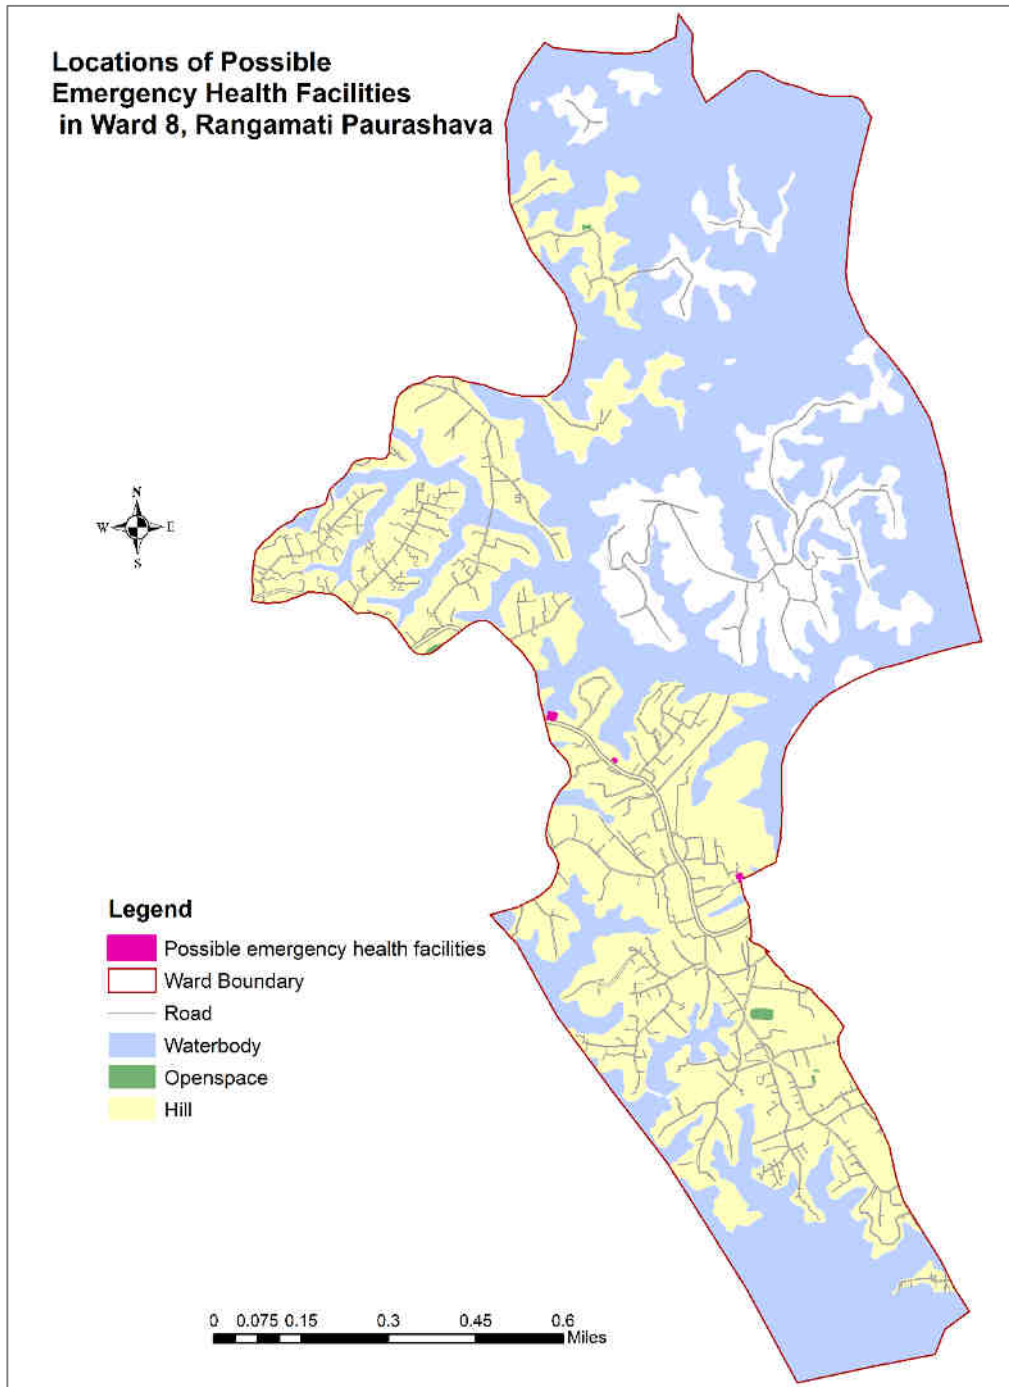 Locations of Possible
Emergency Health Facilities
in Ward 8, Rangamati Paurashava
N
W E
S
Legend
Possible emergency health facilities
Ward Boundary
Road
Waterbody
Openspace
Hill
0 0.075 0.15 0.3 0.45 0.6
Miles